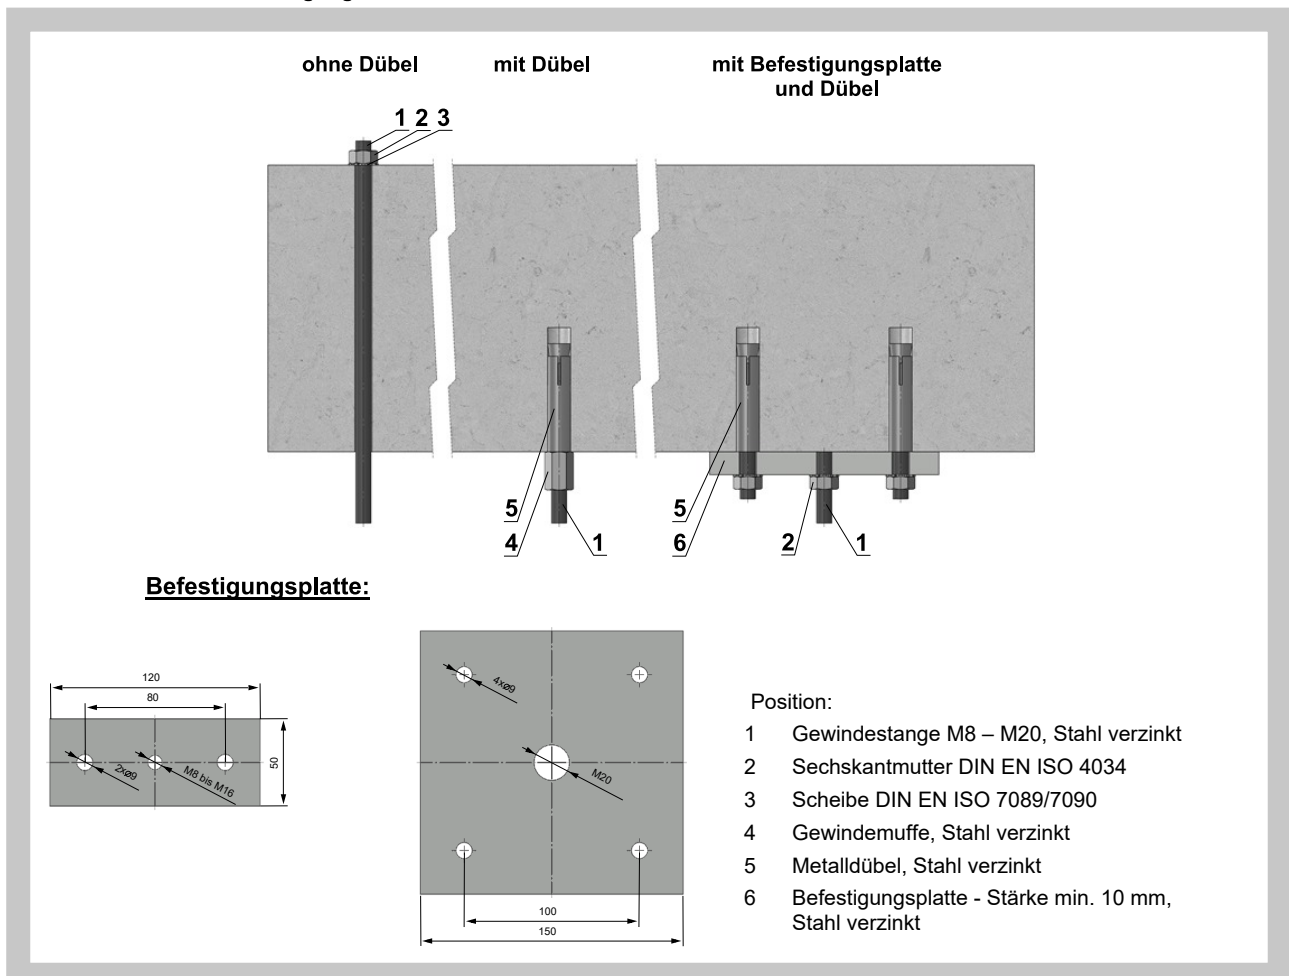 ohne Dübel
mit Dübel
mit Befestigungsplatte
und Dübel
1 2 3
5
4
1
5
6
2
1
Befestigungsplatte:
120
80
50
2xø9
M8 bis M16
4xø9
M20
100
150
Position:
1 Gewindestange M8 – M20, Stahl verzinkt
2 Sechskantmutter DIN EN ISO 4034
3 Scheibe DIN EN ISO 7089/7090
4 Gewindemuffe, Stahl verzinkt
5 Metalldübel, Stahl verzinkt
6 Befestigungsplatte - Stärke min. 10 mm,
Stahl verzinkt